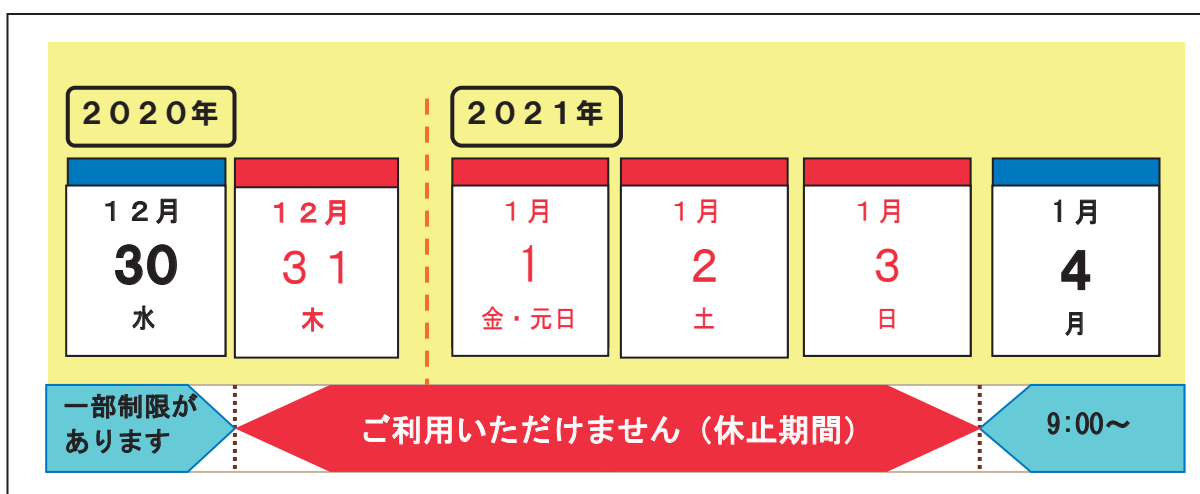 ２０２０年
２０２１年
１２月
30
水
１２月
３１
木
１月
1
金・元日
１月
2
土
１月
3
日
１月
4
月
一部制限が
あります
ご利用いただけません（休止期間）
9:00～